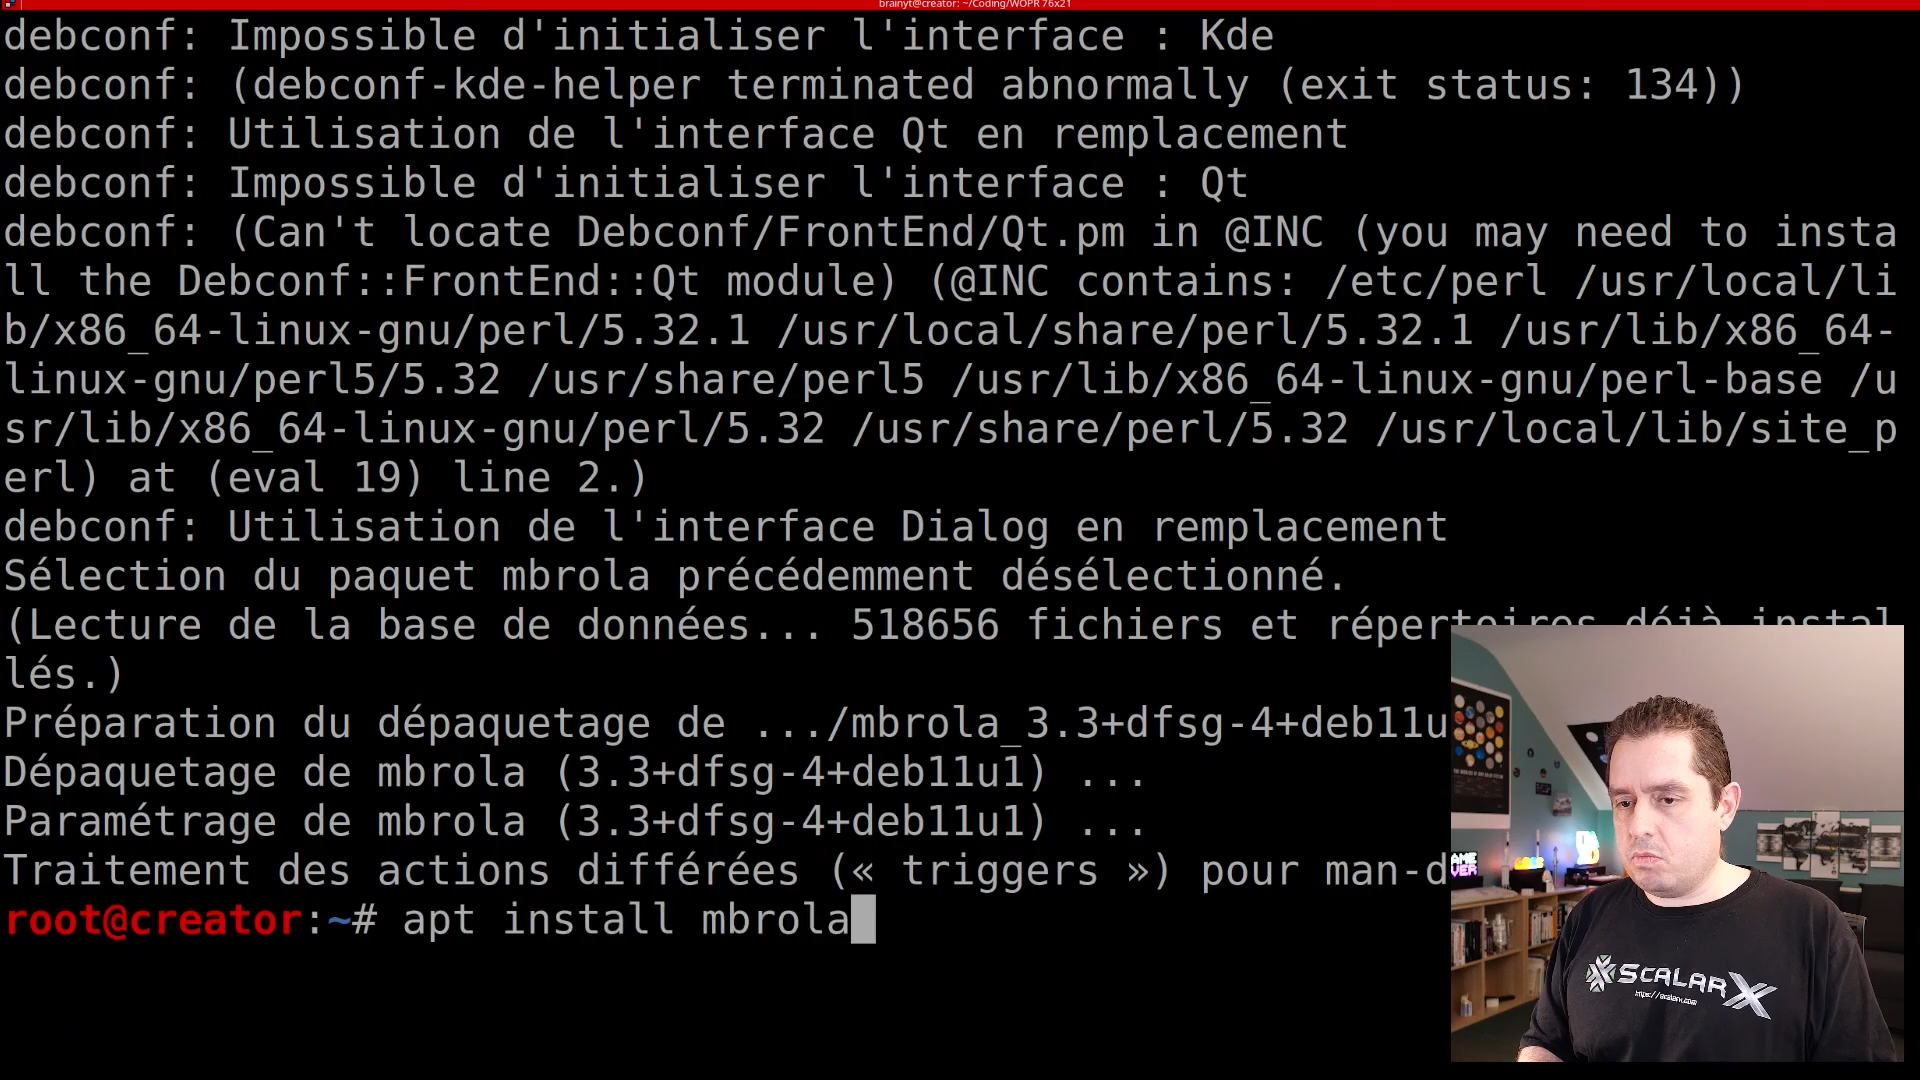 brainyt@creator: ~/Coding/WOPR 76x21
debconf: Impossible d'initialiser l'interface : Kde
debconf: (debconf-kde-helper terminated abnormally (exit status: 134))
debconf: Utilisation de l'interface Qt en remplacement
debconf: Impossible d'initialiser l'interface : Qt
debconf: (Can't locate Debconf/FrontEnd/Qt.pm in @INC (you may need to insta
ll the Debconf::FrontEnd::Qt module) (@INC contains: /etc/perl /usr/local/li
b/x86_64-linux-gnu/perl/5.32.1 /usr/local/share/perl/5.32.1 /usr/lib/x86_64-
linux-gnu/perl5/5.32 /usr/share/perl5 /usr/lib/x86_64-linux-gnu/perl-base /u
sr/lib/x86_64-linux-gnu/perl/5.32 /usr/share/perl/5.32 /usr/local/lib/site_p
erl) at (eval 19) line 2.)
debconf: Utilisation de l'interface Dialog en remplacement
Sélection du paquet mbrola précédemment désélectionné.
(Lecture de la base de données... 518656 fichiers et répertoires déjà instal
lés.)
Préparation du dépaquetage de .../mbrola_3.3+dfsg-4+deb11u
Dépaquetage de mbrola (3.3+dfsg-4+deb11u1) ...
Paramétrage de mbrola (3.3+dfsg-4+deb11u1) ...
Traitement des actions différées (« triggers ») pour man-d
root@creator:~# apt install mbrola
AME
VER
SCALARX
https://scalarx.com